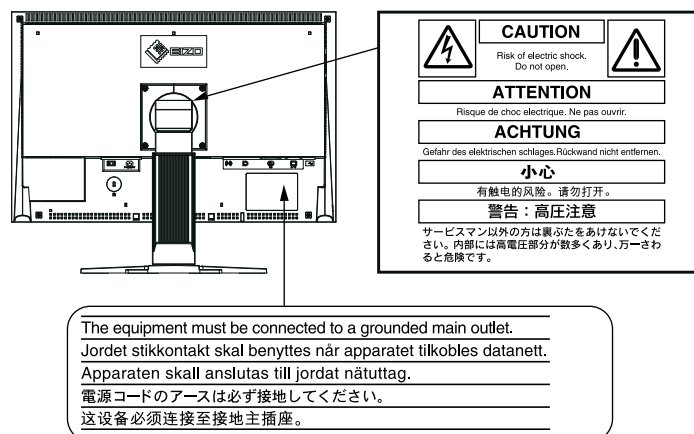 EIZO
CAUTION
Risk of electric shock.
Do not open.
ATTENTION
Risque de choc electrique. Ne pas ouvrir.
ACHTUNG
Gefahr des elektrischen schlages.Rückwand nicht entfernen.
小心
有触电的风险。请勿打开。
警告：高圧注意
サービスマン以外の方は裏ぶたをあけないでくだ
さい。内部には高電圧部分が数多くあり、万一さわ
ると危険です。
The equipment must be connected to a grounded main outlet.
Jordet stikkontakt skal benyttes når apparatet tilkobles datanett.
Apparaten skall anslutas till jordat nätuttag.
電源コードのアースは必ず接地してください。
这设备必须连接至接地主插座。